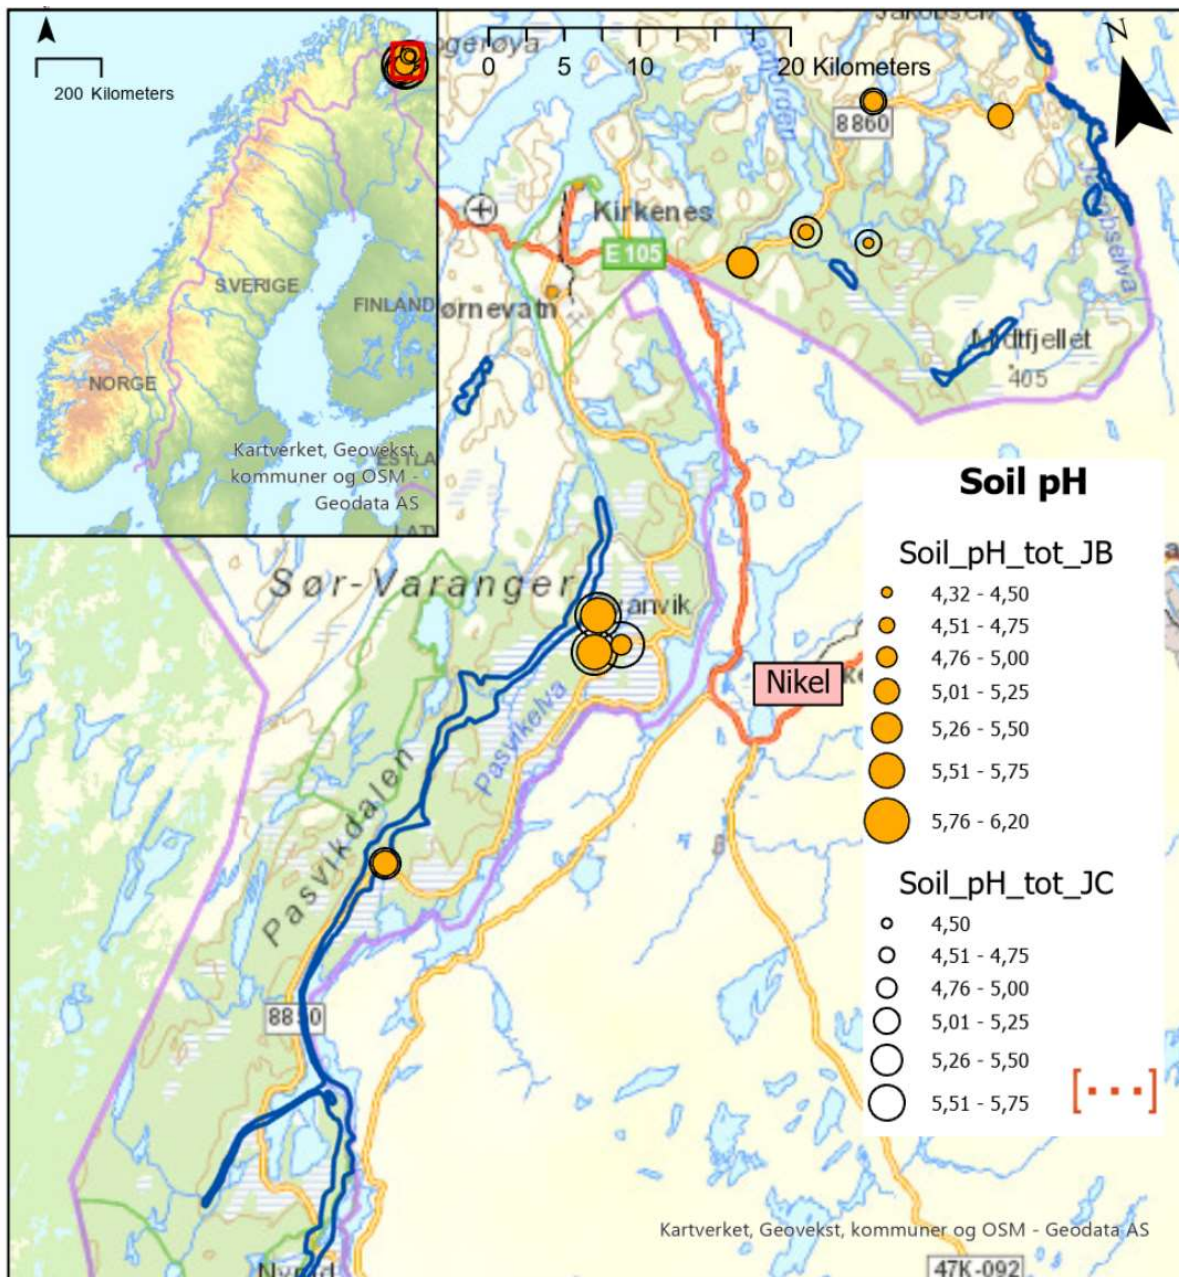 200 Kilometers
SVERIGE
FINLAND
NORGE
Kartverket, Geovekst,
kommuner og OSM -
Geodata AS
0 5 10 20 Kilometers
N
8860
Kirkenes
E 105
405
Sør-Varanger
Pasvikelva
Pasvikdalen
Nikel
8850
Soil pH
Soil_pH_tot_JB
4,32 - 4,50
4,51 - 4,75
4,76 - 5,00
5,01 - 5,25
5,26 - 5,50
5,51 - 5,75
5,76 - 6,20
Soil_pH_tot_JC
4,50
4,51 - 4,75
4,76 - 5,00
5,01 - 5,25
5,26 - 5,50
5,51 - 5,75
[...]
Kartverket, Geovekst, kommuner og OSM - Geodata AS
47K-092